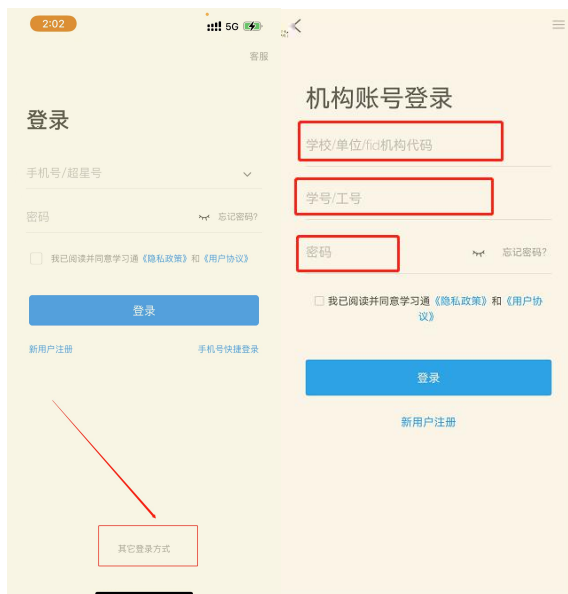 2:02
5G
客服
登录
手机号/超星号
密码
忘记密码?
我已阅读并同意学习通《隐私政策》和《用户协议》
登录
新用户注册
手机号快捷登录
其它登录方式
机构账号登录
学校/单位/fid机构代码
学号/工号
密码
忘记密码?
我已阅读并同意学习通《隐私政策》和《用户协
议》
登录
新用户注册